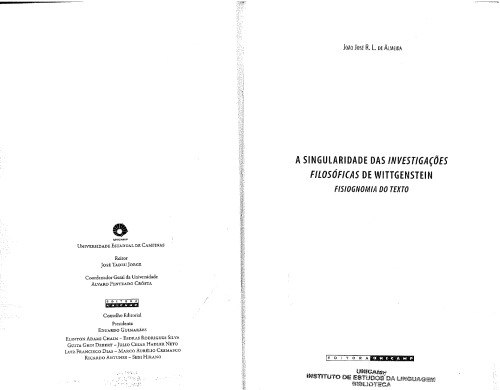 UNICAMP
UNIVERSIDADE ESTADUAL DE CAMPINAS
Reitor
JOSÉ TADEU JORGE
Coordenador Geral da Universidade
ALVARO PENTEADO CRÓSTA
EDITORA
UNICAMP
Conselho Editorial
Presidente
EDUARDO GUIMARÃES
ELINTON ADAMI CHAIM – ESDRAS RODRIGUES SILVA
GUITA GRIN DEBERT – JULIO CESAR HADLER NETO
LUIZ FRANCISCO DIAS – MARCO AURÉLIO CREMASCO
RICARDO ANTUNES – SEDI HIRANO
JOÃO JOSÉ R. L. DE ALMEIDA
A SINGULARIDADE DAS INVESTIGAÇÕES
FILOSÓFICAS DE WITTGENSTEIN
FISIOGNOMIA DO TEXTO
EDITORA UNICAMP
UNICAMP
INSTITUTO DE ESTUDOS DA LINGUAGEM
BIBLIOTECA